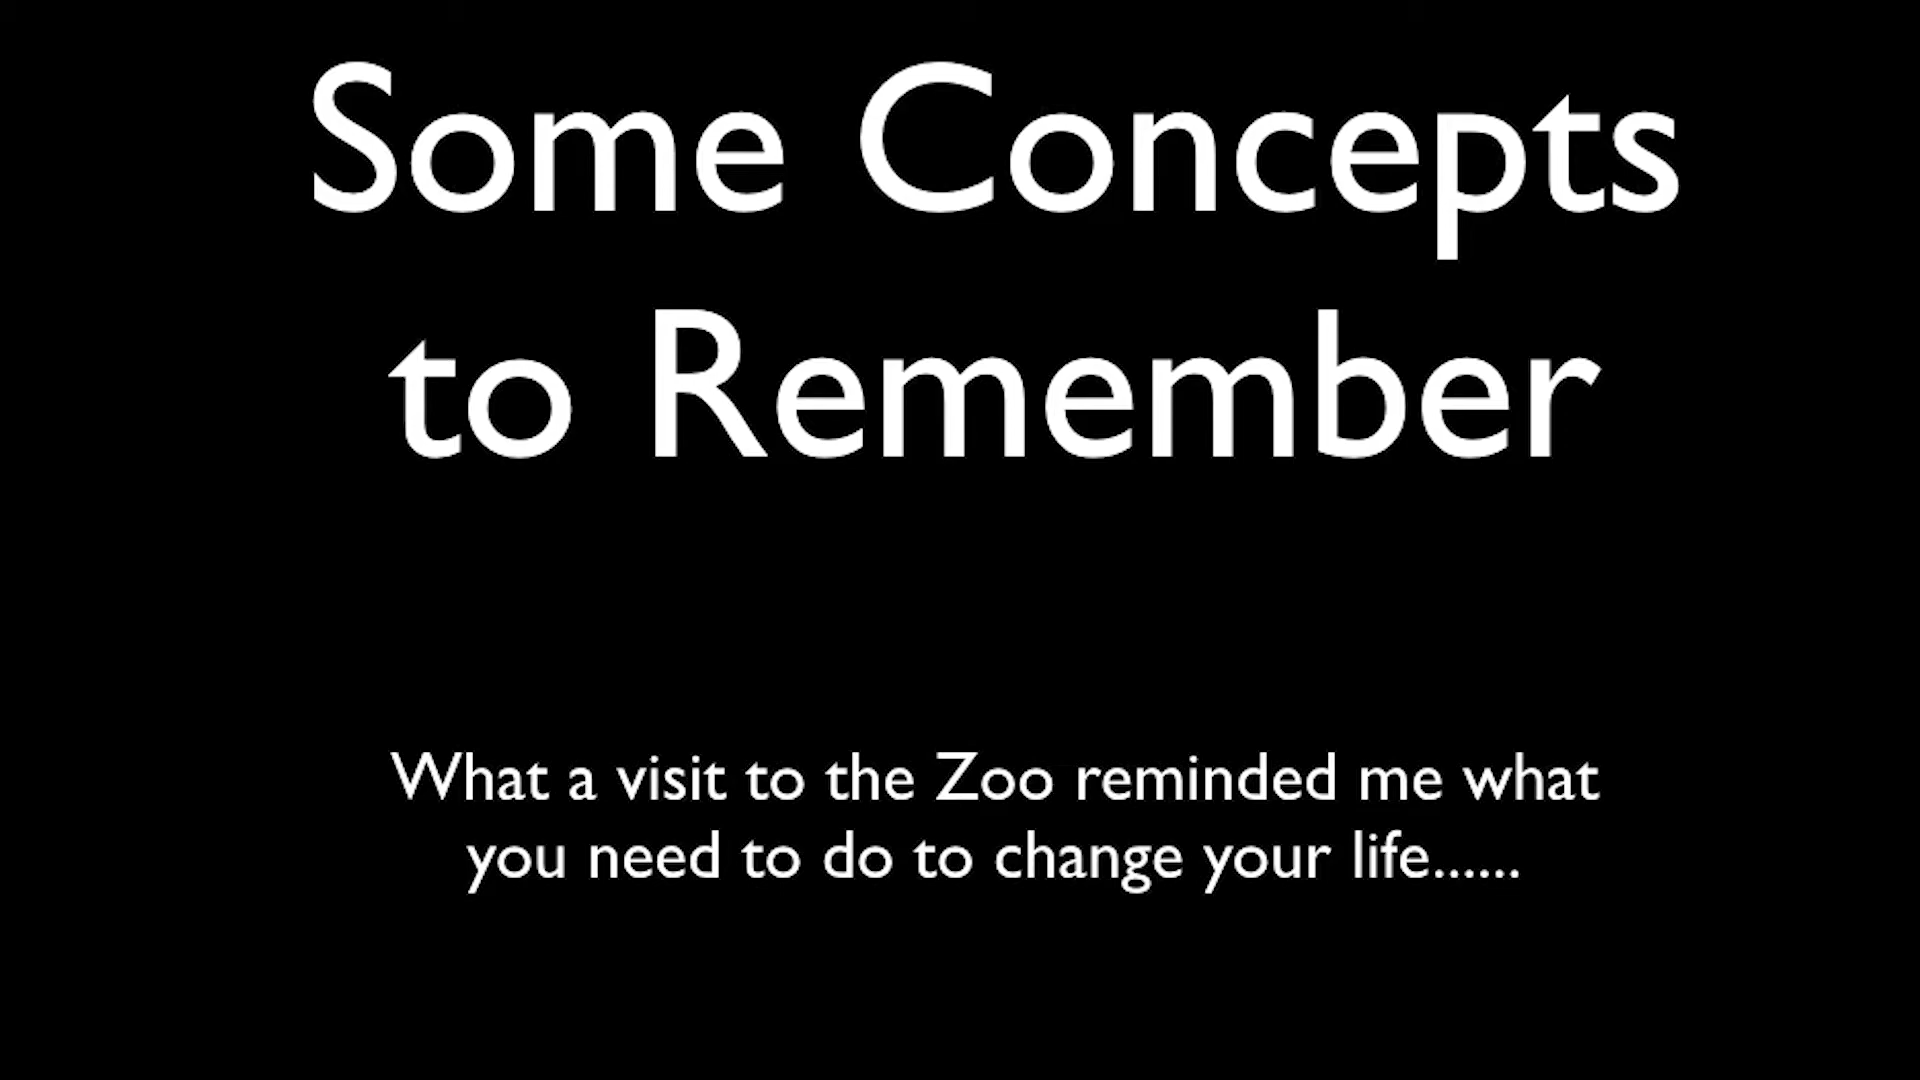 Some Concepts
to Remember
What a visit to the Zoo reminded me what
you need to do to change your life......